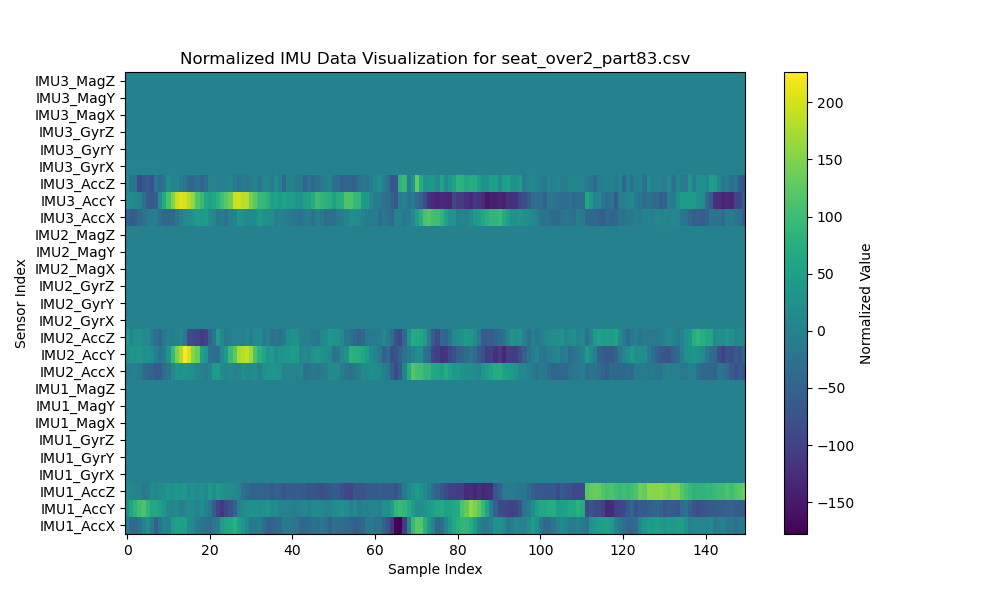 Normalized IMU Data Visualization for seat_over2_part83.csv
IMU3_MagZ
IMU3_MagY
IMU3_MagX
IMU3_GyrZ
IMU3_GyrY
IMU3_GyrX
IMU3_AccZ
IMU3_AccY
IMU3_AccX
IMU2_MagZ
IMU2_MagY
IMU2_MagX
IMU2_GyrZ
IMU2_GyrY
IMU2_GyrX
IMU2_AccZ
IMU2_AccY
IMU2_AccX
IMU1_MagZ
IMU1_MagY
IMU1_MagX
IMU1_GyrZ
IMU1_GyrY
IMU1_GyrX
IMU1_AccZ
IMU1_AccY
IMU1_AccX
Sensor Index
0 20 40 60 80 100 120 140
Sample Index
200
150
100
50
0
−50
−100
−150
Normalized Value